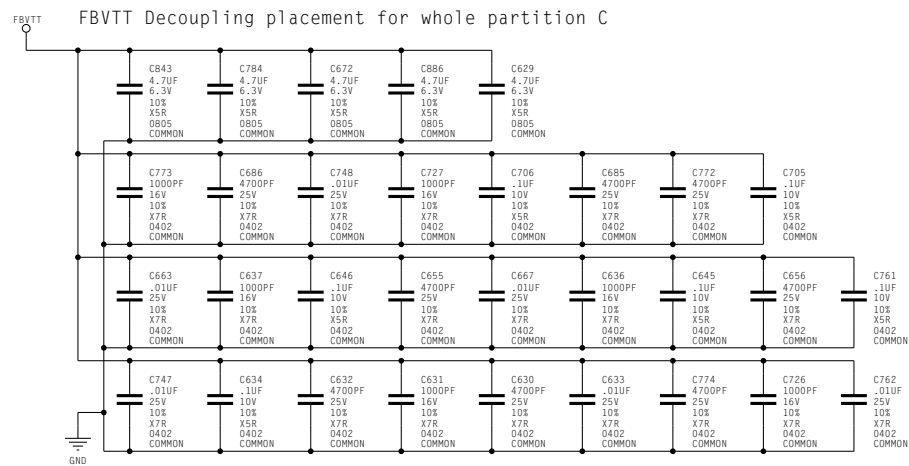 FBVTT Decoupling placement for whole partition C
FBVTT
C843
4.7UF
6.3V
10%
X5R
0805
COMMON
C784
4.7UF
6.3V
10%
X5R
0805
COMMON
C672
4.7UF
6.3V
10%
X5R
0805
COMMON
C886
4.7UF
6.3V
10%
X5R
0805
COMMON
C629
4.7UF
6.3V
10%
X5R
0805
COMMON
C773
1000PF
16V
10%
X7R
0402
COMMON
C686
4700PF
25V
10%
X7R
0402
COMMON
C748
.01UF
25V
10%
X7R
0402
COMMON
C727
1000PF
16V
10%
X7R
0402
COMMON
C706
.1UF
10V
10%
X5R
0402
COMMON
C685
4700PF
25V
10%
X7R
0402
COMMON
C772
4700PF
25V
10%
X7R
0402
COMMON
C705
.1UF
10V
10%
X5R
0402
COMMON
C663
.01UF
25V
10%
X7R
0402
COMMON
C637
1000PF
16V
10%
X7R
0402
COMMON
C646
.1UF
10V
10%
X5R
0402
COMMON
C655
4700PF
25V
10%
X7R
0402
COMMON
C667
.01UF
25V
10%
X7R
0402
COMMON
C636
1000PF
16V
10%
X7R
0402
COMMON
C645
.1UF
10V
10%
X5R
0402
COMMON
C656
4700PF
25V
10%
X7R
0402
COMMON
C761
.1UF
10V
10%
X5R
0402
COMMON
C747
.01UF
25V
10%
X7R
0402
COMMON
C634
.1UF
10V
10%
X5R
0402
COMMON
C632
4700PF
25V
10%
X7R
0402
COMMON
C631
1000PF
16V
10%
X7R
0402
COMMON
C630
4700PF
25V
10%
X7R
0402
COMMON
C633
.01UF
25V
10%
X7R
0402
COMMON
C774
4700PF
25V
10%
X7R
0402
COMMON
C726
1000PF
16V
10%
X7R
0402
COMMON
C762
.01UF
25V
10%
X7R
0402
COMMON
GND